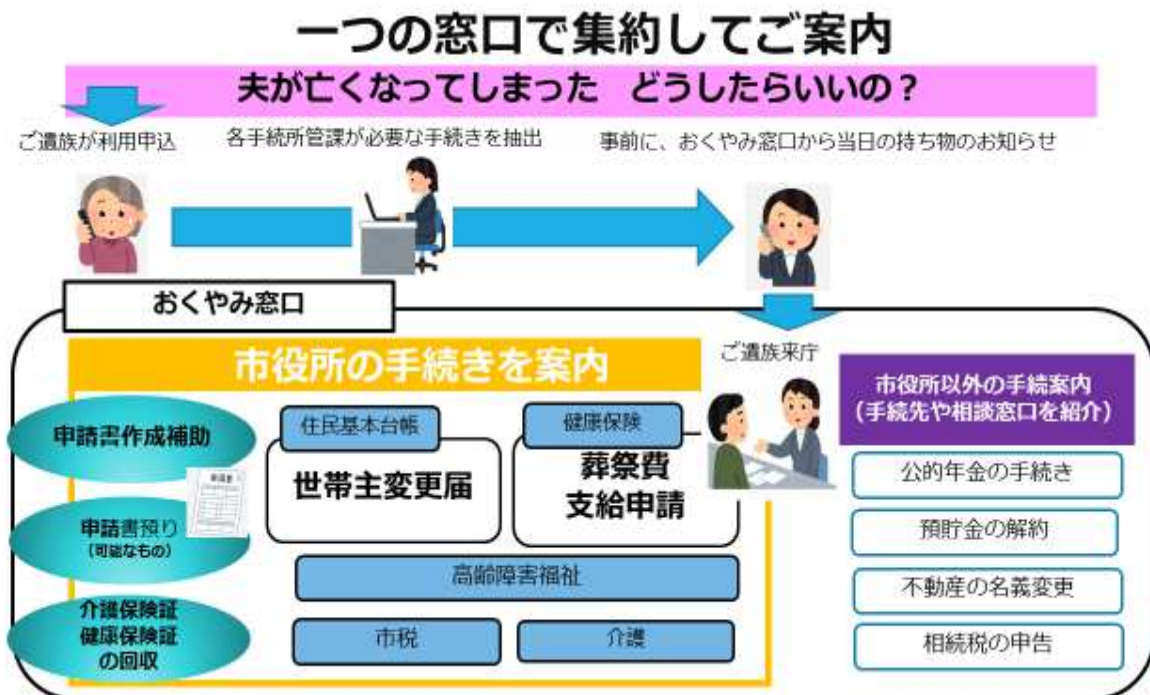 一つの窓口で集約してご案内
夫が亡くなってしまった　どうしたらいいの？
ご遺族が利用申込
各手続所管課が必要な手続きを抽出
事前に、おくやみ窓口から当日の持ち物のお知らせ
おくやみ窓口
ご遺族来庁
市役所の手続きを案内
申請書作成補助
申請書
申請書預り
（可能なもの）
介護保険証
健康保険証
の回収
住民基本台帳
世帯主変更届
健康保険
葬祭費
支給申請
高齢障害福祉
市税
介護
市役所以外の手続案内
（手続先や相談窓口を紹介）
公的年金の手続き
預貯金の解約
不動産の名義変更
相続税の申告